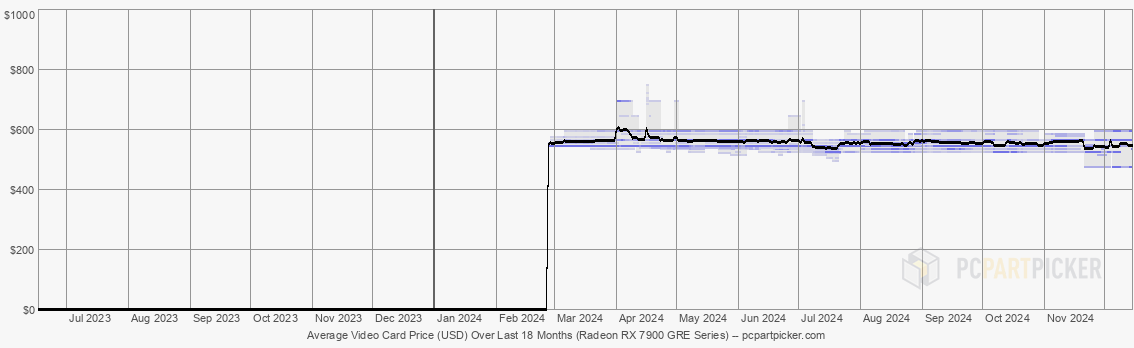 $1000
$800
$600
$400
$200
$0
Jul 2023 Aug 2023 Sep 2023 Oct 2023 Nov 2023 Dec 2023 Jan 2024 Feb 2024 Mar 2024 Apr 2024 May 2024 Jun 2024 Jul 2024 Aug 2024 Sep 2024 Oct 2024 Nov 2024
PCPARTPICKER
Average Video Card Price (USD) Over Last 18 Months (Radeon RX 7900 GRE Series) – pcpartpicker.com